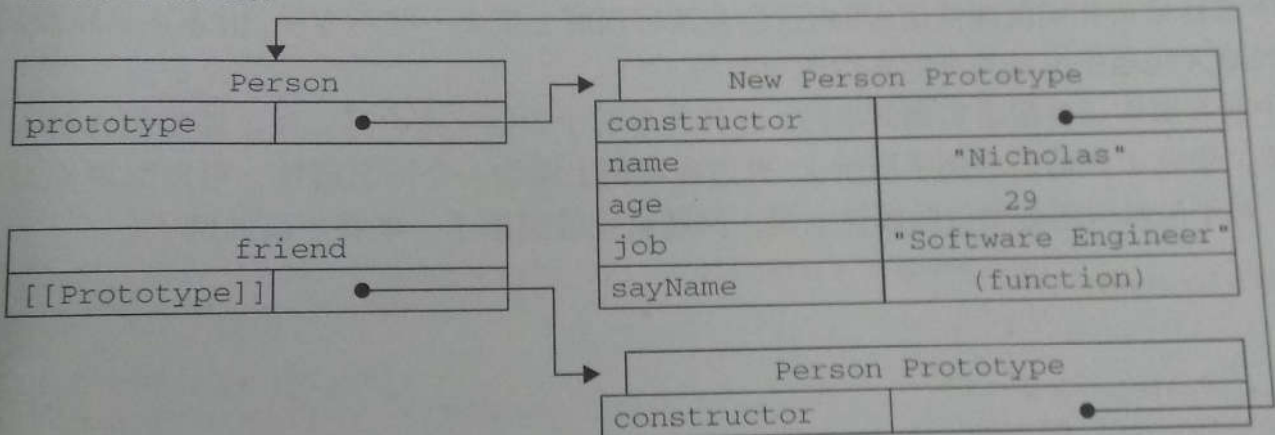 Person
prototype
New Person Prototype
constructor
name "Nicholas"
age 29
job "Software Engineer"
sayName (function)
friend
[[Prototype]]
Person Prototype
constructor